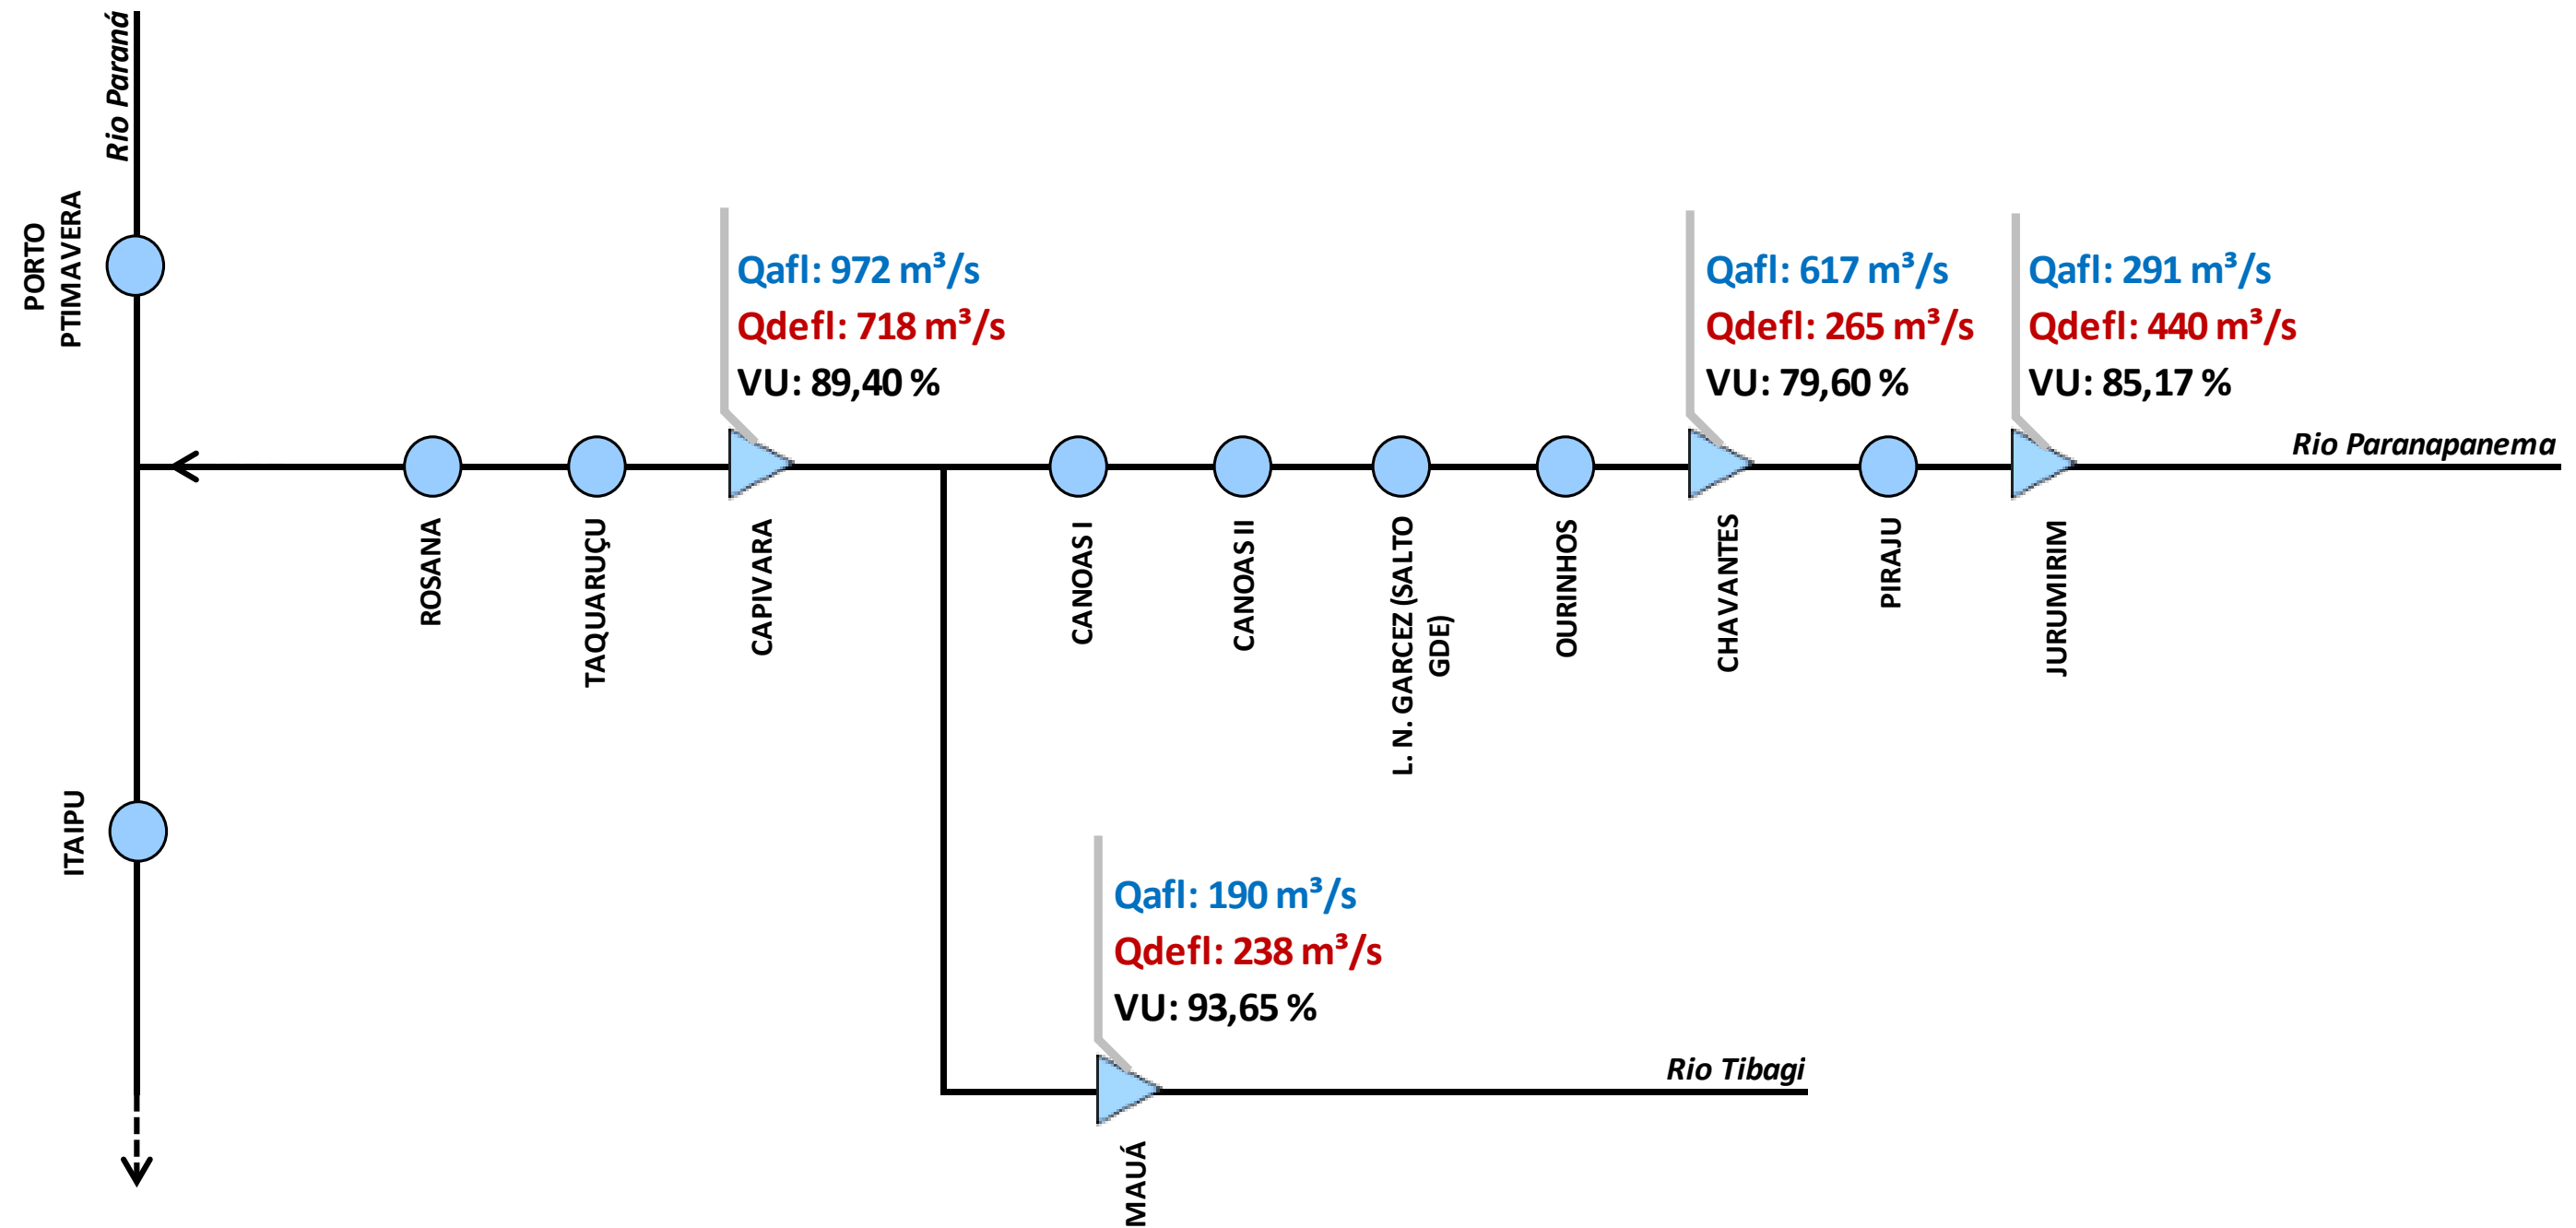 Rio Paraná
PORTO
PTIMAVERA
Qafl: 972 m³/s
Qdefl: 718 m³/s
VU: 89,40 %
Qafl: 617 m³/s
Qdefl: 265 m³/s
VU: 79,60 %
Qafl: 291 m³/s
Qdefl: 440 m³/s
VU: 85,17 %
Rio Paranapanema
ROSANA
TAQUARUÇU
CAPIVARA
CANOAS I
CANOAS II
L. N. GARCEZ (SALTO
GDE)
OURINHOS
CHAVANTES
PIRAJU
JURUMIRIM
ITAIPU
Qafl: 190 m³/s
Qdefl: 238 m³/s
VU: 93,65 %
Rio Tibagi
MAUÁ